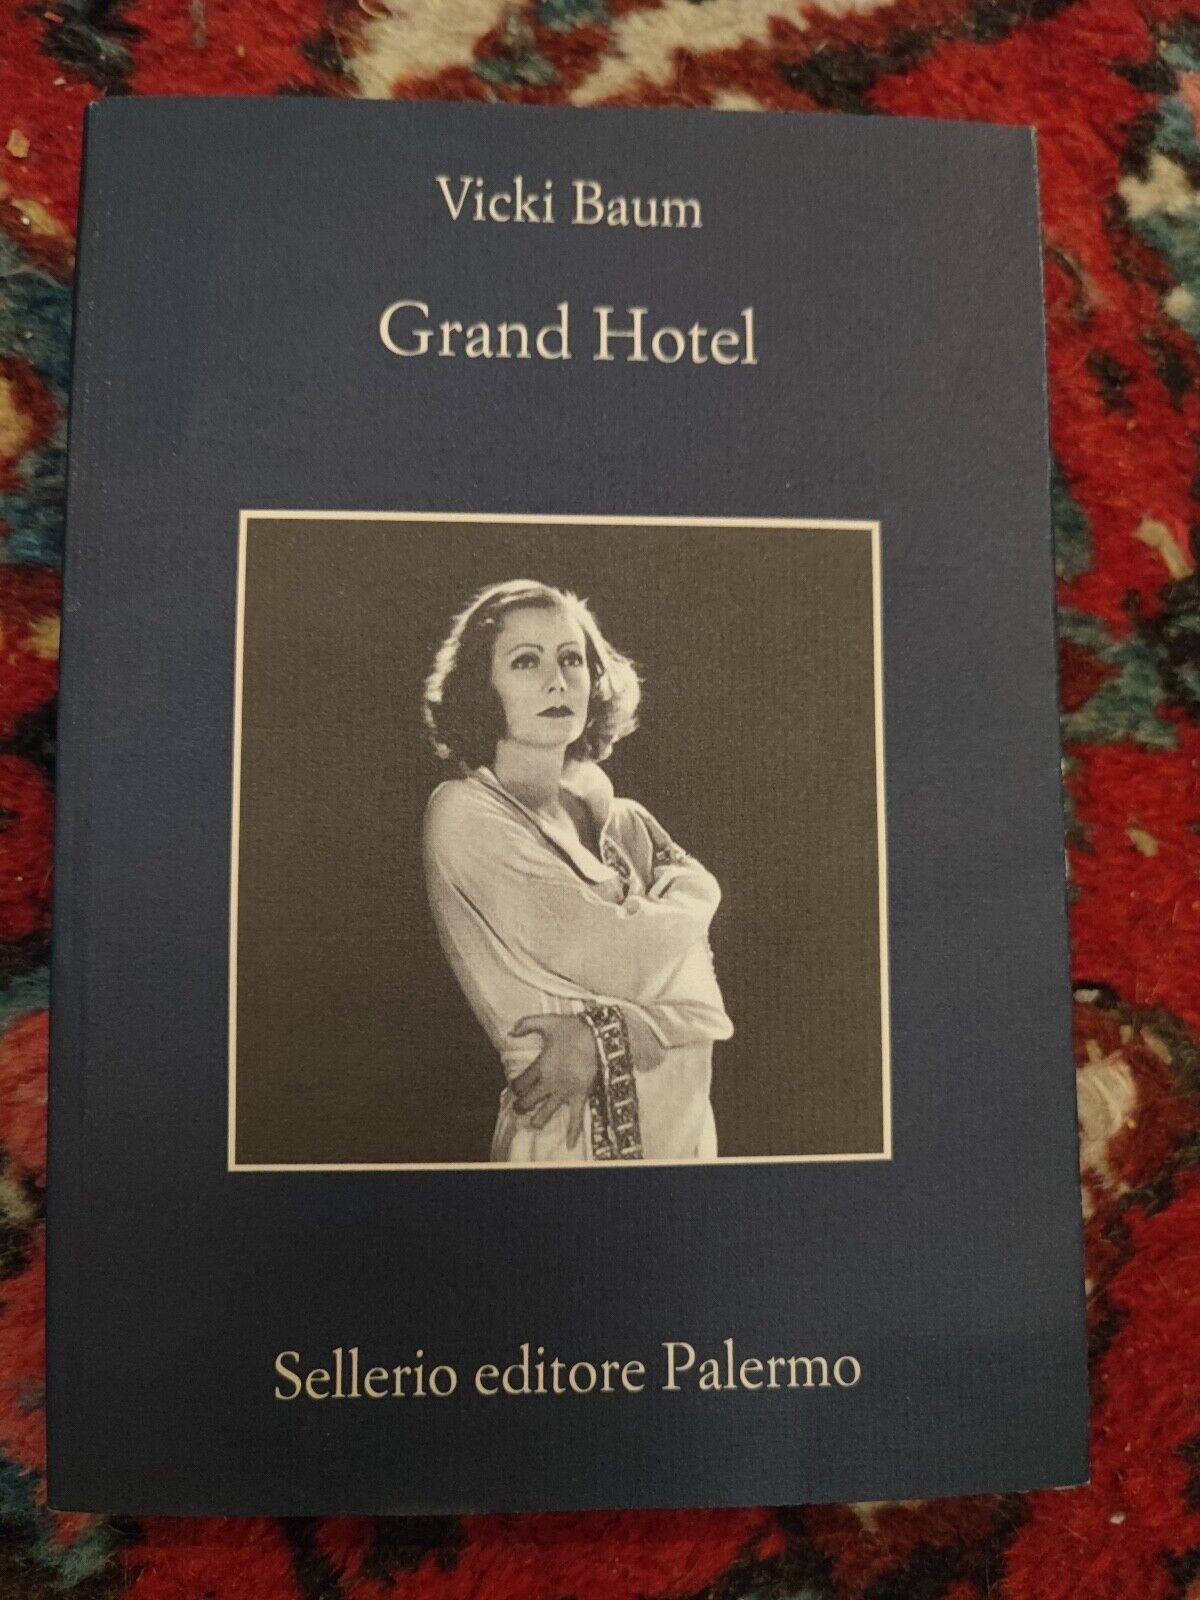 Vicki Baum
Grand Hotel
Sellerio editore Palermo